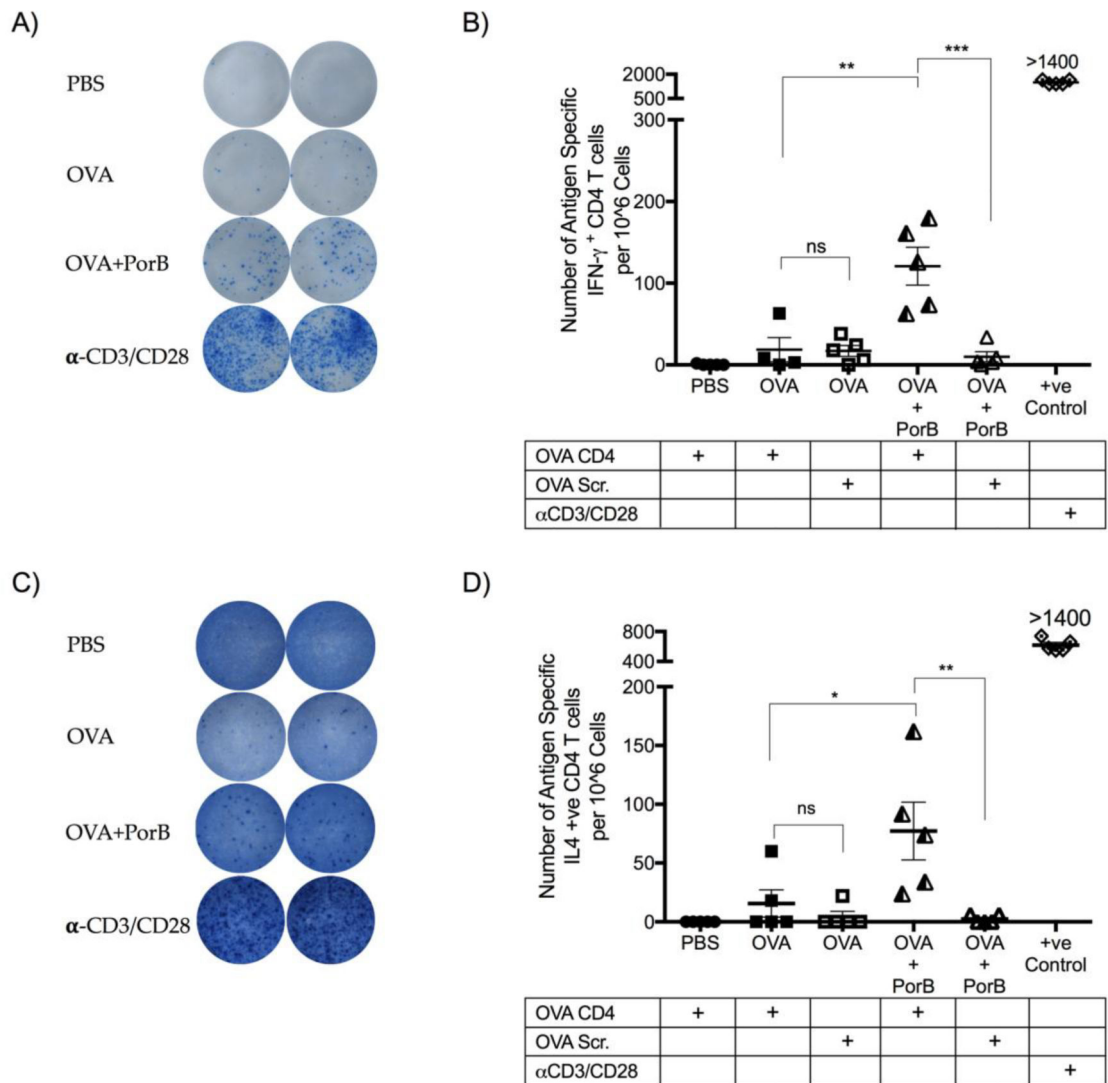 A)
PBS
OVA
OVA+PorB
α-CD3/CD28
B)
Number of Antigen Specific
IFN-γ + CD4 T cells
per 10^6 Cells
>1400
2000
500
300
200
100
0
**
***
ns
PBS OVA OVA OVA + PorB OVA + PorB +ve Control
OVA CD4 + + +
OVA Scr. + +
αCD3/CD28 +
C)
PBS
OVA
OVA+PorB
α-CD3/CD28
D)
Number of Antigen Specific
IL4 +ve CD4 T cells
per 10^6 Cells
>1400
800
400
200
150
100
50
0
*
**
ns
PBS OVA OVA OVA + PorB OVA + PorB +ve Control
OVA CD4 + + +
OVA Scr. + +
αCD3/CD28 +